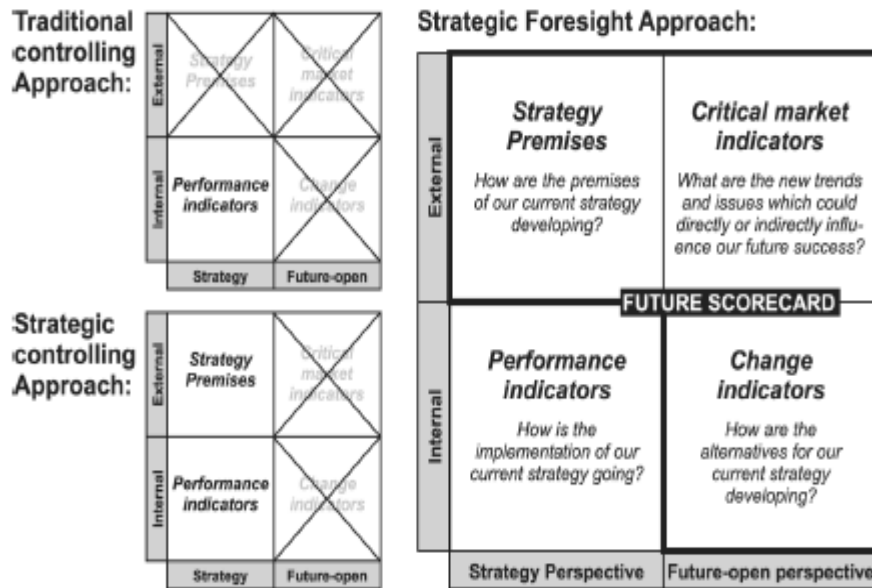 Traditional
controlling
Approach:
External
Strategy
Premises
Critical
market
indicators
Internal
Performance
indicators
Change
indicators
Strategy
Future-open
Strategic
controlling
Approach:
External
Strategy
Premises
Critical
market
indicators
Internal
Performance
indicators
Change
indicators
Strategy
Future-open
Strategic Foresight Approach:
External
Strategy
Premises
How are the premises
of our current strategy
developing?
Critical market
indicators
What are the new trends
and issues which could
directly or indirectly influ-
ence our future success?
FUTURE SCORECARD
Internal
Performance
indicators
How is the
implementation of our
current strategy going?
Change
indicators
How are the
alternatives for our
current strategy
developing?
Strategy Perspective
Future-open perspective